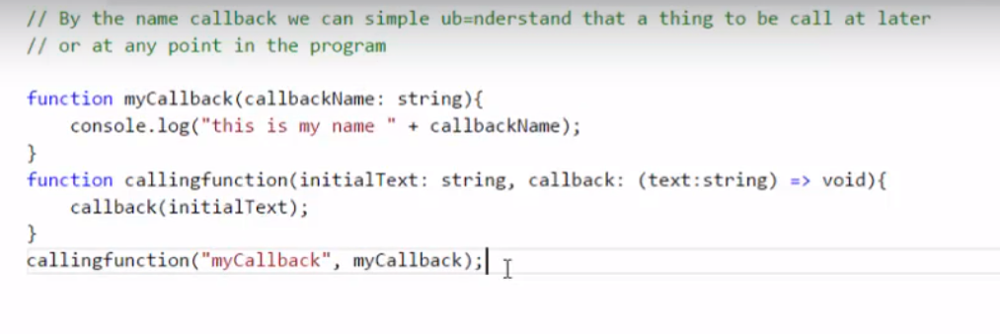 // By the name callback we can simple ub=nderstand that a thing to be call at later
// or at any point in the program
function myCallback(callbackName: string){
    console.log("this is my name " + callbackName);
}
function callingfunction(initialText: string, callback: (text:string) => void){
    callback(initialText);
}
callingfunction("myCallback", myCallback);